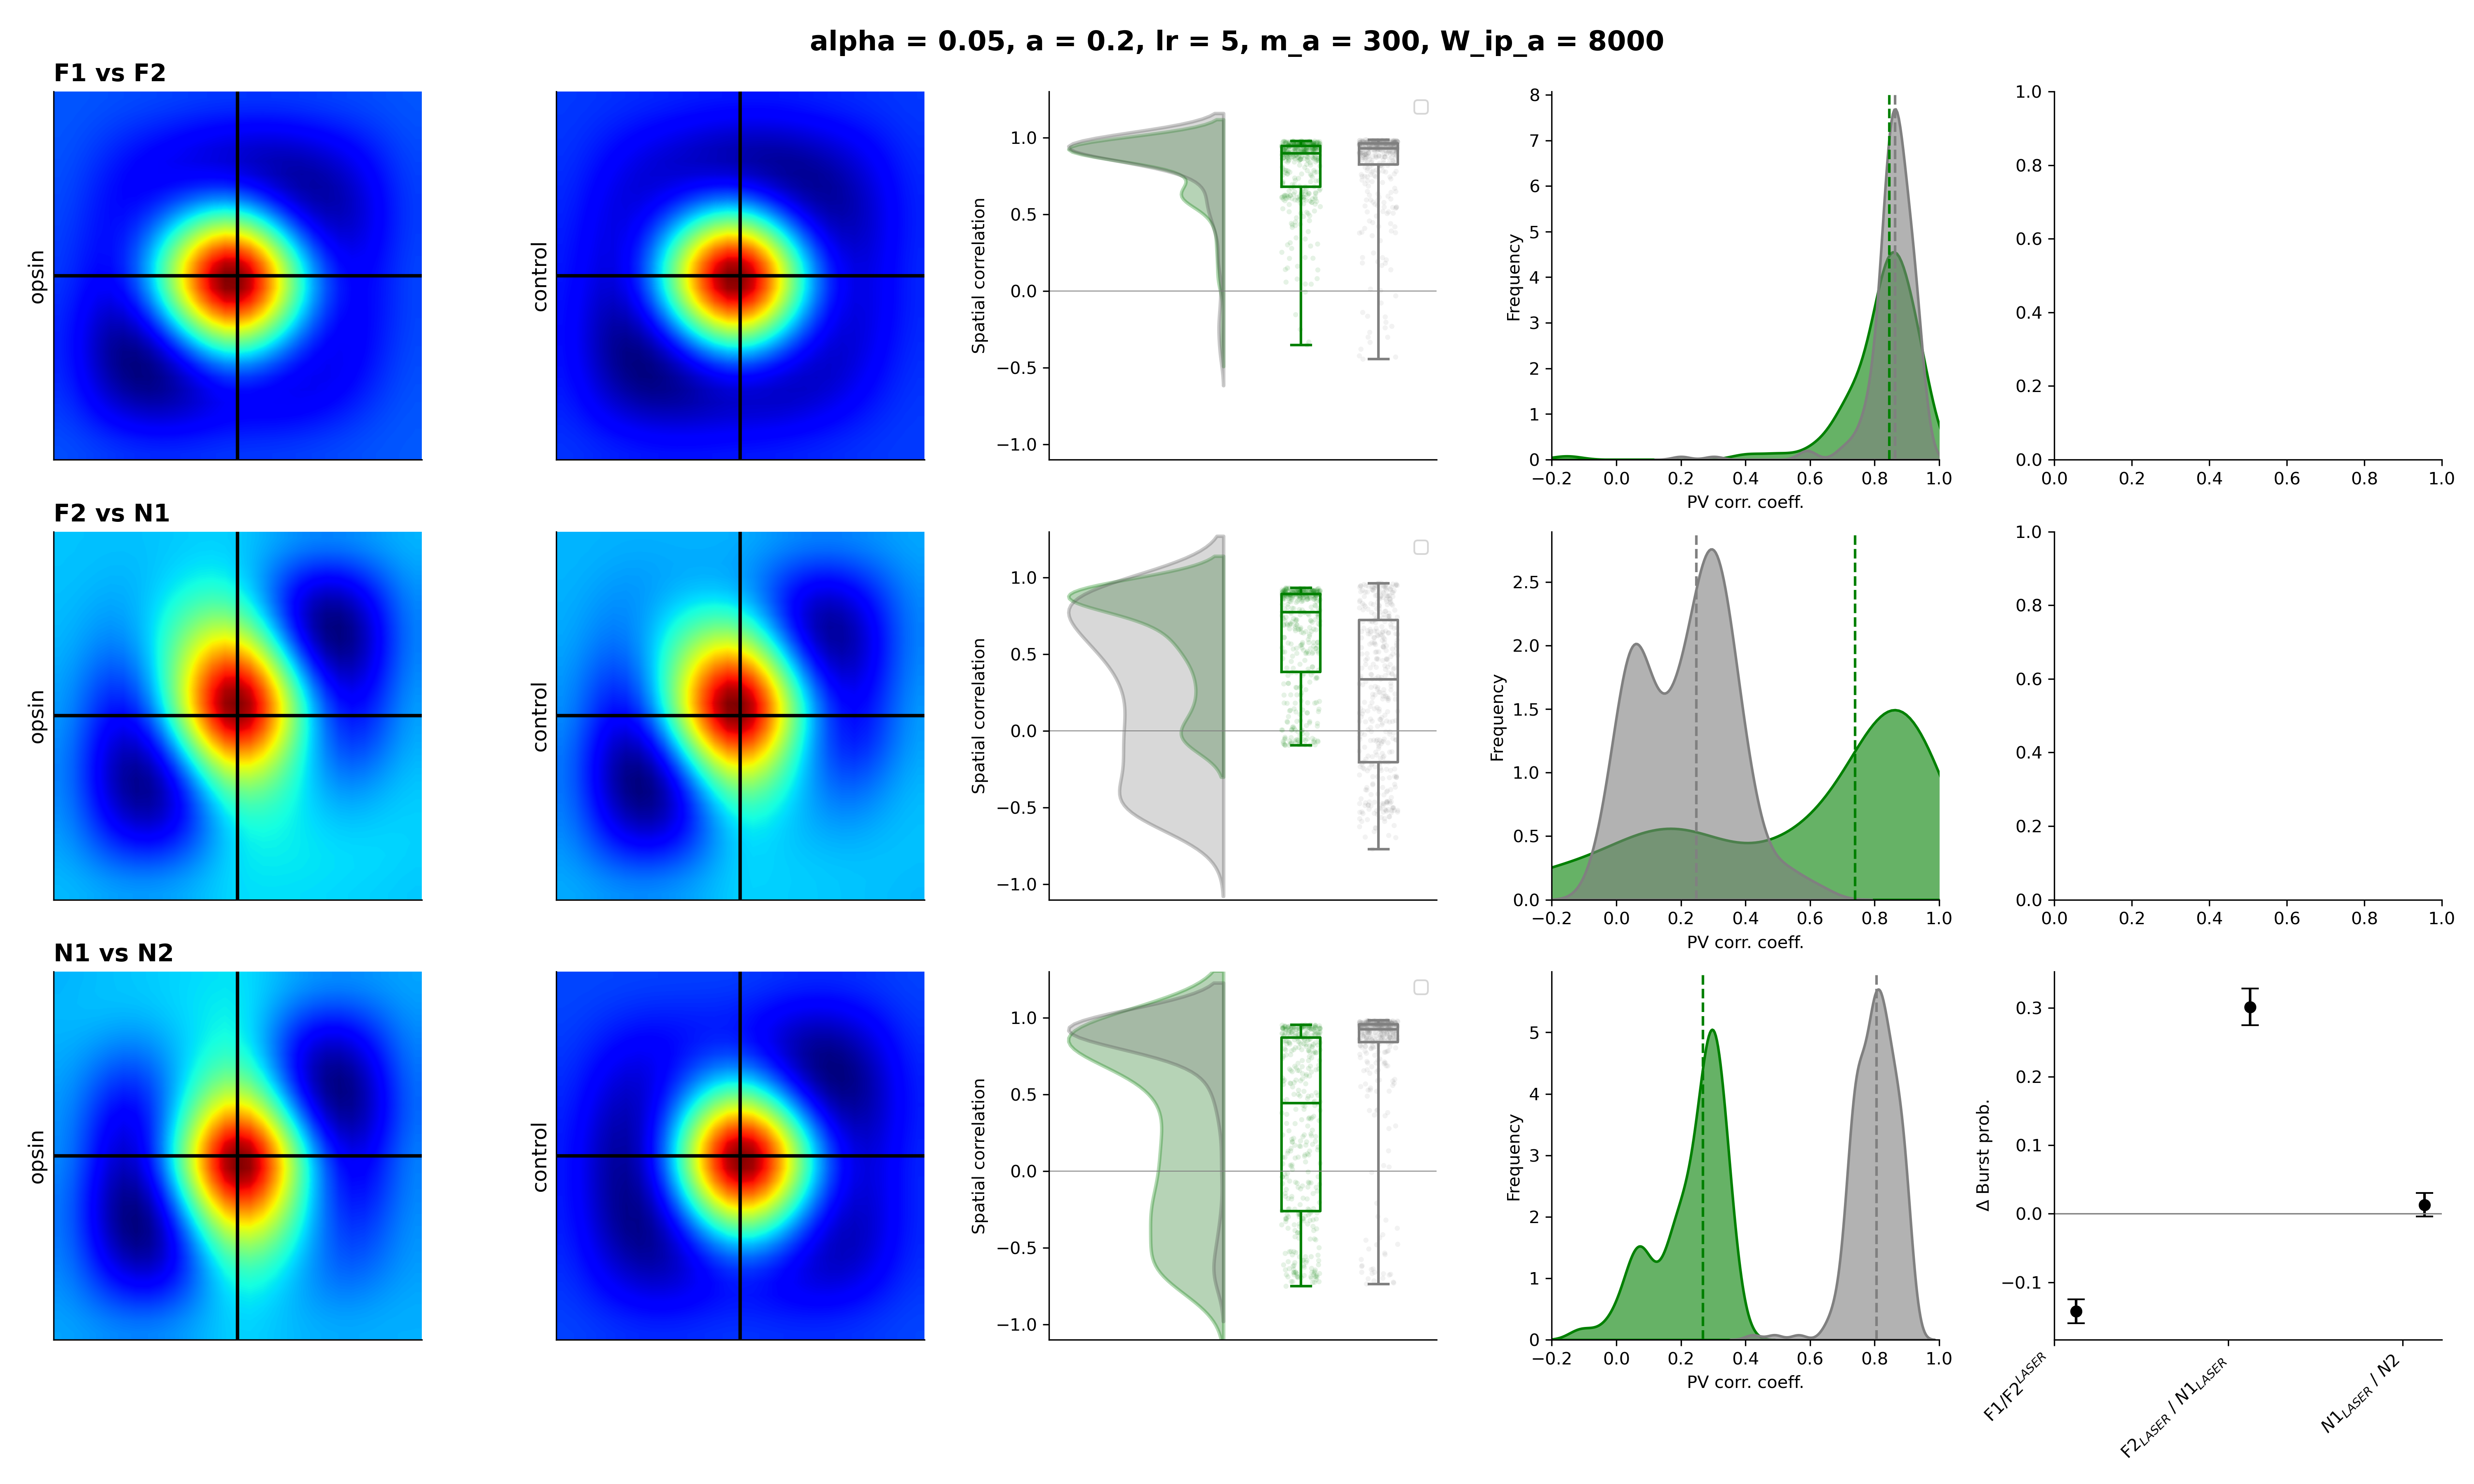 alpha = 0.05, a = 0.2, lr = 5, m_a = 300, W_ip_a = 8000
F1 vs F2
opsin
control
Spatial correlation
1.0
0.5
0.0
−0.5
−1.0
Frequency
8
7
6
5
4
3
2
1
0
−0.2 0.0 0.2 0.4 0.6 0.8 1.0
PV corr. coeff.
1.0
0.8
0.6
0.4
0.2
0.0
0.0 0.2 0.4 0.6 0.8 1.0
F2 vs N1
opsin
control
Spatial correlation
1.0
0.5
0.0
−0.5
−1.0
Frequency
2.5
2.0
1.5
1.0
0.5
0.0
−0.2 0.0 0.2 0.4 0.6 0.8 1.0
PV corr. coeff.
1.0
0.8
0.6
0.4
0.2
0.0
0.0 0.2 0.4 0.6 0.8 1.0
N1 vs N2
opsin
control
Spatial correlation
1.0
0.5
0.0
−0.5
−1.0
Frequency
5
4
3
2
1
0
−0.2 0.0 0.2 0.4 0.6 0.8 1.0
PV corr. coeff.
Δ Burst prob.
0.3
0.2
0.1
0.0
−0.1
F1/F2^LASER
F2_LASER / N1_LASER
N1_LASER / N2